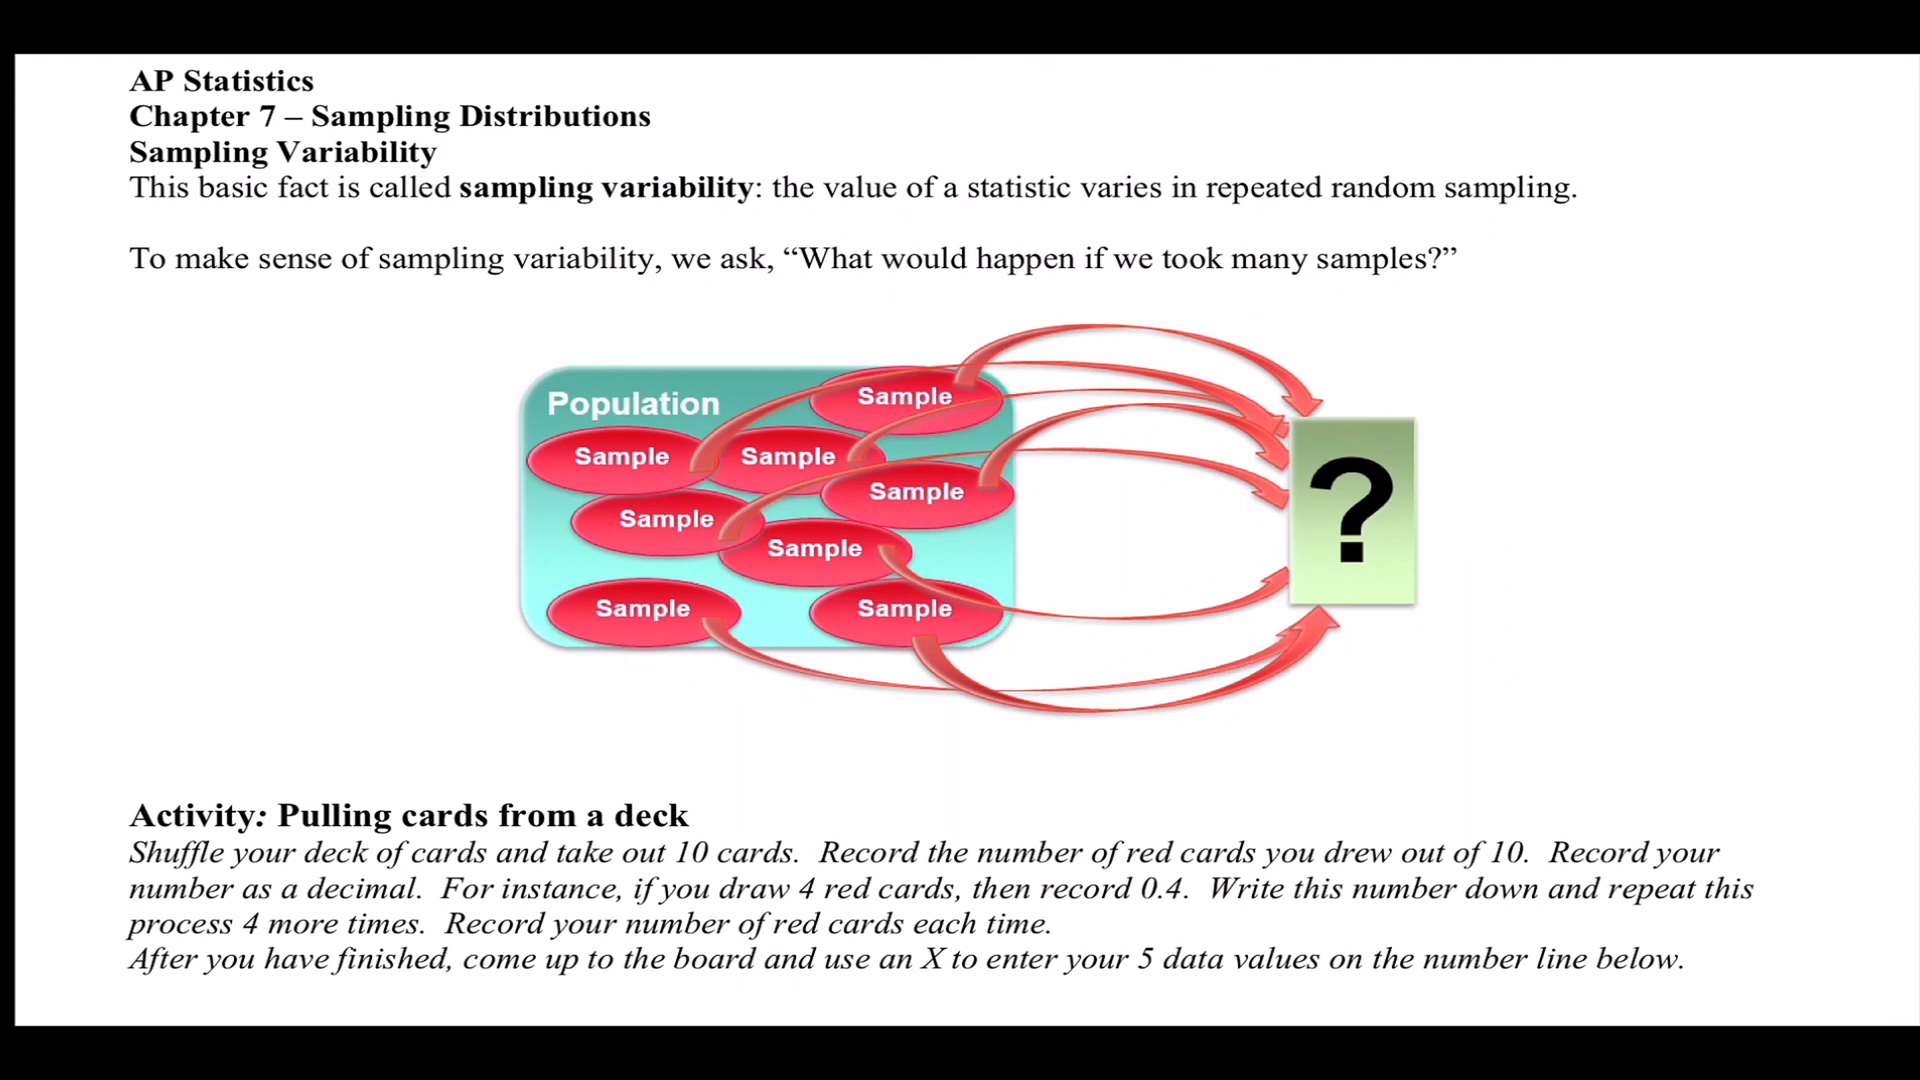 AP Statistics
Chapter 7 – Sampling Distributions
Sampling Variability
This basic fact is called sampling variability: the value of a statistic varies in repeated random sampling.
To make sense of sampling variability, we ask, “What would happen if we took many samples?”
Population
Sample
Sample
Sample
Sample
Sample
Sample
Sample
Sample
?
Activity: Pulling cards from a deck
Shuffle your deck of cards and take out 10 cards. Record the number of red cards you drew out of 10. Record your
number as a decimal. For instance, if you draw 4 red cards, then record 0.4. Write this number down and repeat this
process 4 more times. Record your number of red cards each time.
After you have finished, come up to the board and use an X to enter your 5 data values on the number line below.